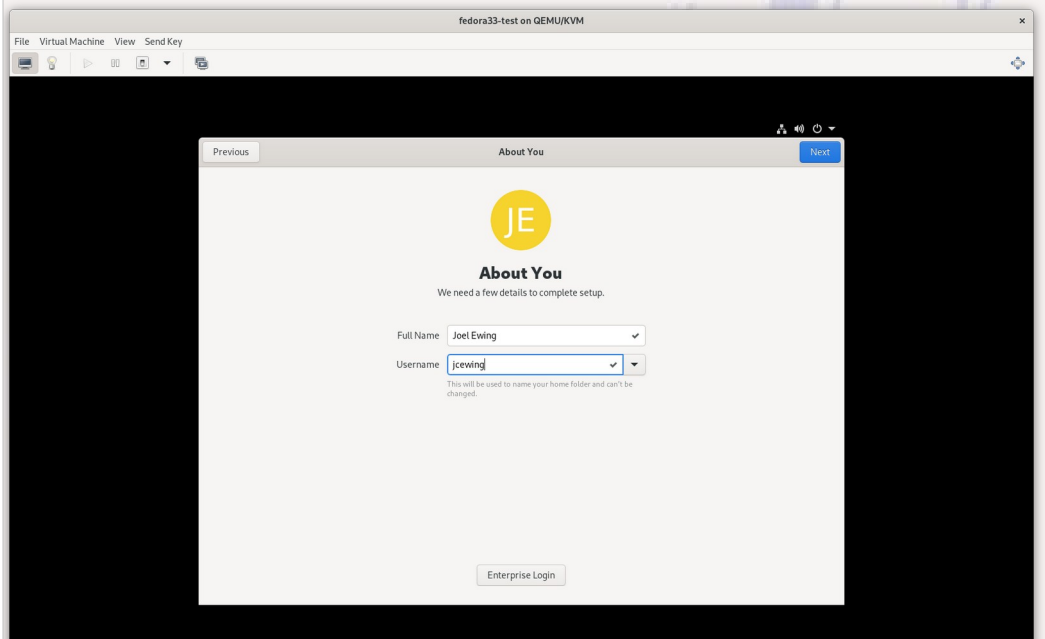 fedora33-test on QEMU/KVM
File Virtual Machine View Send Key
Previous About You Next
JE
About You
We need a few details to complete setup.
Full Name Joel Ewing
Username jcewing
This will be used to name your home folder and can't be
changed.
Enterprise Login